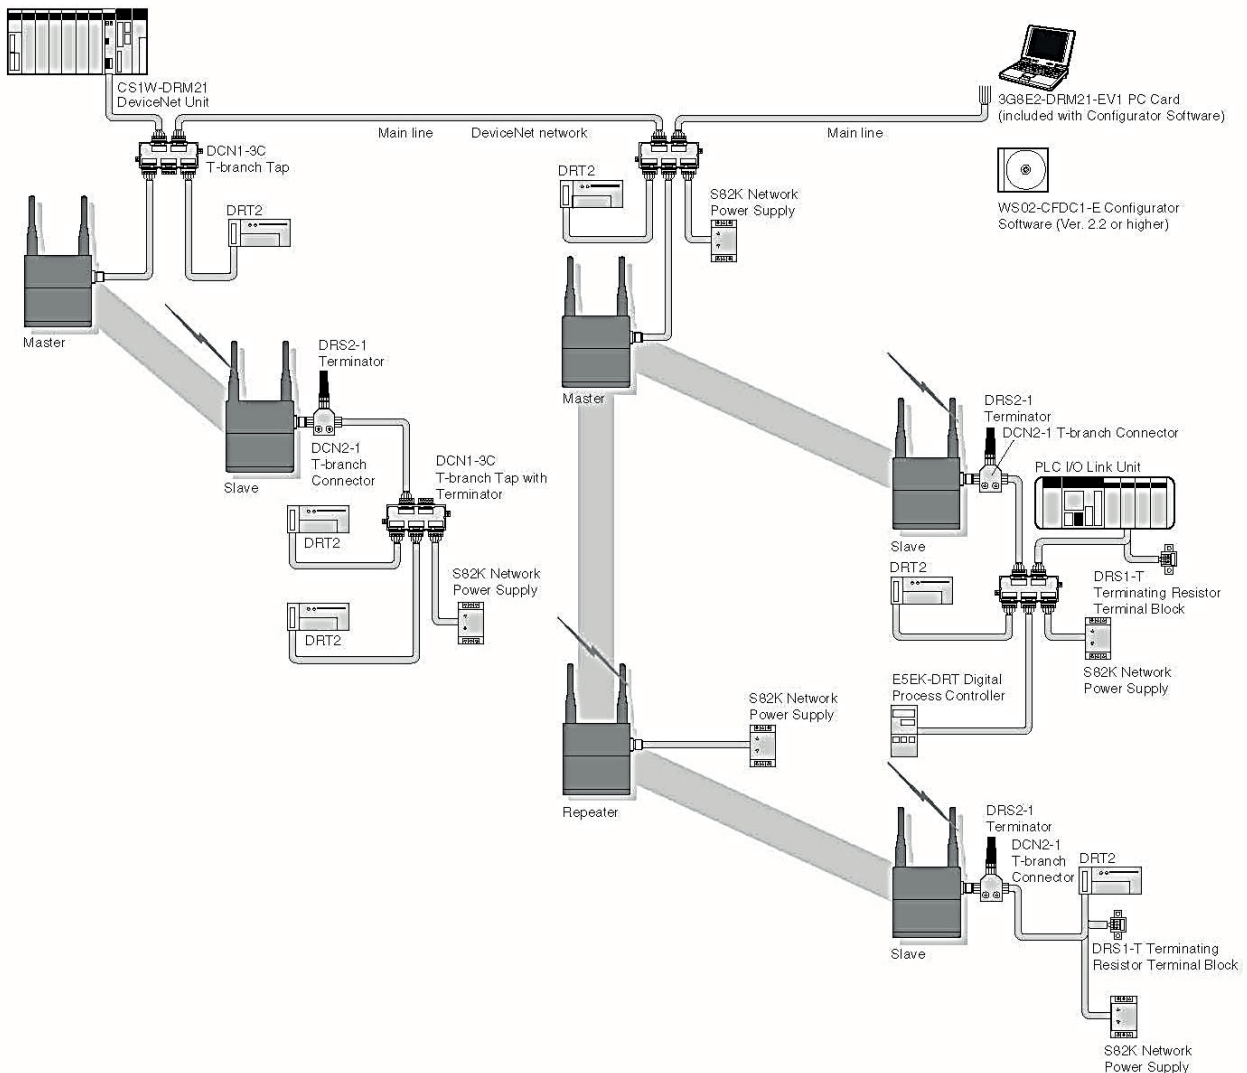 CS1W-DRM21
DeviceNet Unit
3G8E2-DRM21-EV1 PC Card
(included with Configurator Software)
Main line
DeviceNet network
Main line
DCN1-3C
T-branch Tap
DRT2
S82K Network
Power Supply
WS02-CFDC1-E Configurator
Software (Ver. 2.2 or higher)
DRT2
Master
DRS2-1
Terminator
Master
DRS2-1
Terminator
DCN2-1 T-branch Connector
DCN2-1
T-branch
Connector
Slave
DCN1-3C
T-branch Tap with
Terminator
PLC I/O Link Unit
DRT2
Slave
DRT2
S82K Network
Power Supply
DRS1-T
Terminating Resistor
Terminal Block
DRT2
S82K Network
Power Supply
E5EK-DRT Digital
Process Controller
S82K Network
Power Supply
Repeater
DRS2-1
Terminator
DCN2-1
T-branch
Connector
DRT2
Slave
DRS1-T Terminating
Resistor Terminal Block
S82K Network
Power Supply